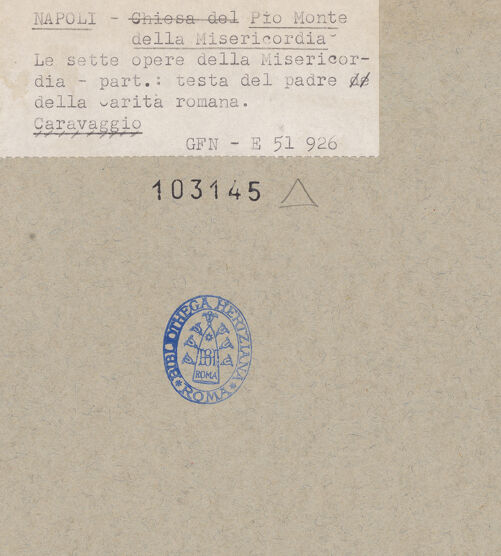 NAPOLI - Chiesa del Pio Monte
della Misericordia
Le sette opere della Misericor-
dia - part.: testa del padre
della carità romana.
Caravaggio
GFN - E 51 926
103145
BIBLIOTHECA HERTZIANA
ROMA
* ROMA *